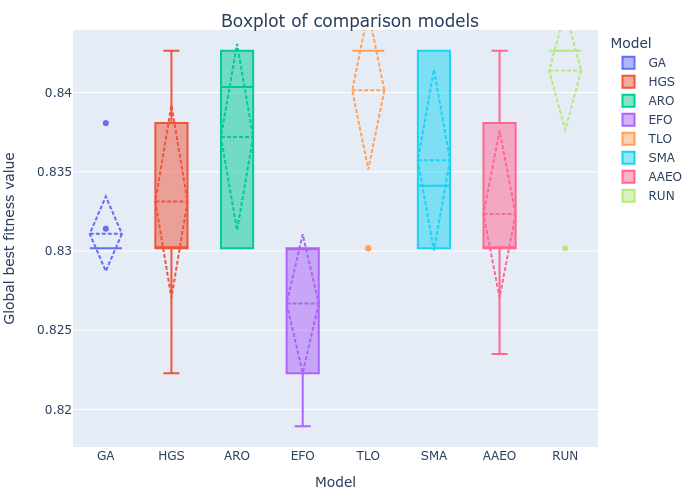 Boxplot of comparison models
Global best fitness value
0.84
0.835
0.83
0.825
0.82
GA HGS ARO EFO TLO SMA AAEO RUN
Model
Model
GA
HGS
ARO
EFO
TLO
SMA
AAEO
RUN